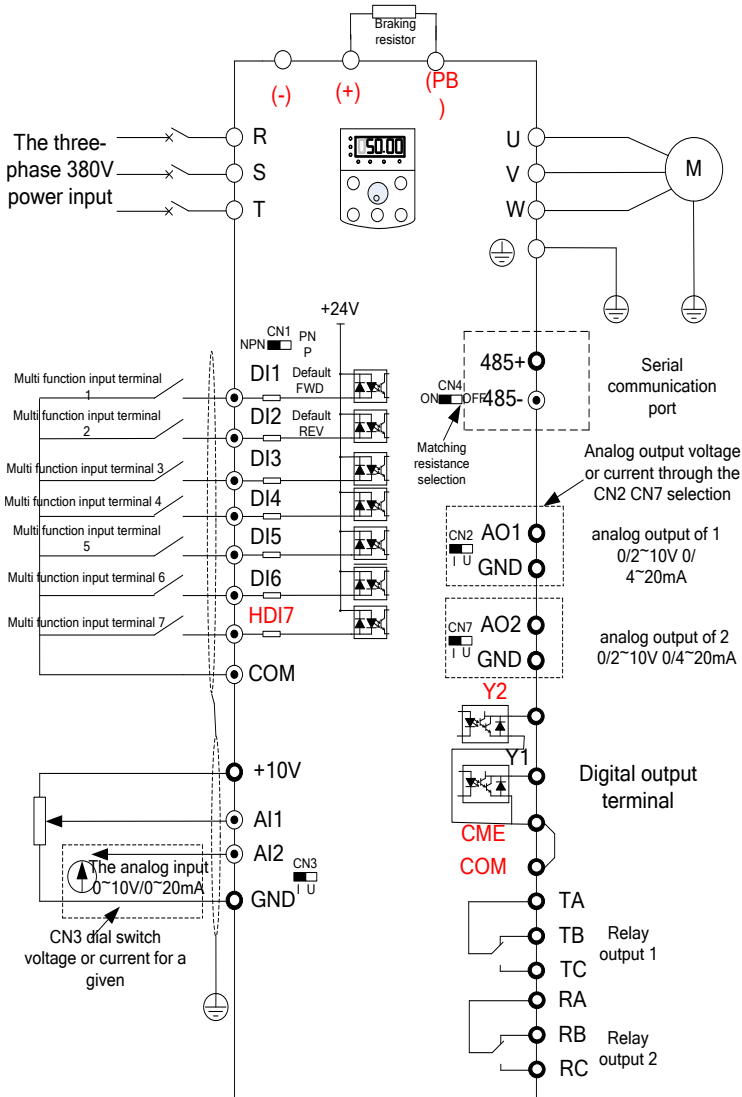 Braking
resistor
(-)
(+)
(PB
)
The three-
phase 380V
power input
R
S
T
50.00
U
V
W
M
+24V
CN1
NPN
PN
P
Multi function input terminal
1
DI1
Default
FWD
Multi function input terminal
2
DI2
Default
REV
Multi function input terminal 3
DI3
Multi function input terminal 4
DI4
Multi function input terminal
5
DI5
Multi function input terminal 6
DI6
Multi function input terminal 7
HDI7
COM
+10V
AI1
AI2
The analog input
0~10V/0~20mA
CN3
I U
GND
CN3 dial switch
voltage or current for a
given
485+
CN4
ON
OFF
485-
Serial
communication
port
Matching
resistance
selection
Analog output voltage
or current through the
CN2 CN7 selection
CN2
I U
AO1
GND
analog output of 1
0/2~10V 0/
4~20mA
CN7
I U
AO2
GND
analog output of 2
0/2~10V 0/4~20mA
Y2
Y1
Digital output
terminal
CME
COM
TA
TB
TC
Relay
output 1
RA
RB
RC
Relay
output 2